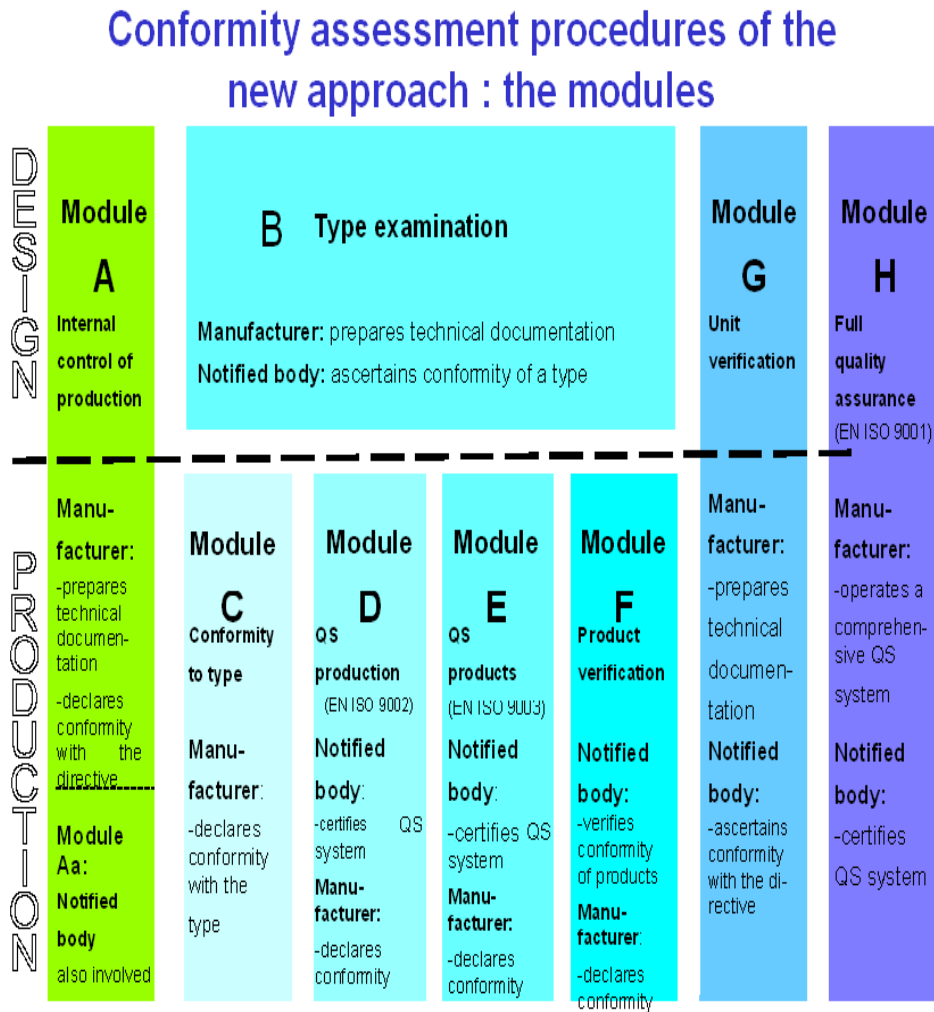 Conformity assessment procedures of the
new approach : the modules
DESIGN
Module
A
Internal
control of
production
B Type examination
Manufacturer: prepares technical documentation
Notified body: ascertains conformity of a type
Module
G
Unit
verification
Module
H
Full
quality
assurance
(EN ISO 9001)
PRODUCTION
Manu-
facturer:
-prepares
technical
documen-
tation
-declares
conformity
with the
directive
Module
Aa:
Notified
body
also involved
Module
C
Conformity
to type
Manu-
facturer:
-declares
conformity
with the
type
Module
D
QS
production
(EN ISO 9002)
Notified
body:
-certifies QS
system
Manu-
facturer:
-declares
conformity
Module
E
QS
products
(EN ISO 9003)
Notified
body:
-certifies QS
system
Manu-
facturer:
-declares
conformity
Module
F
Product
verification
Notified
body:
-verifies
conformity
of products
Manu-
facturer:
-declares
conformity
Manu-
facturer:
-prepares
technical
documen-
tation
Notified
body:
-ascertains
conformity
with the di-
rective
Manu-
facturer:
-operates a
comprehen-
sive QS
system
Notified
body:
-certifies
QS system